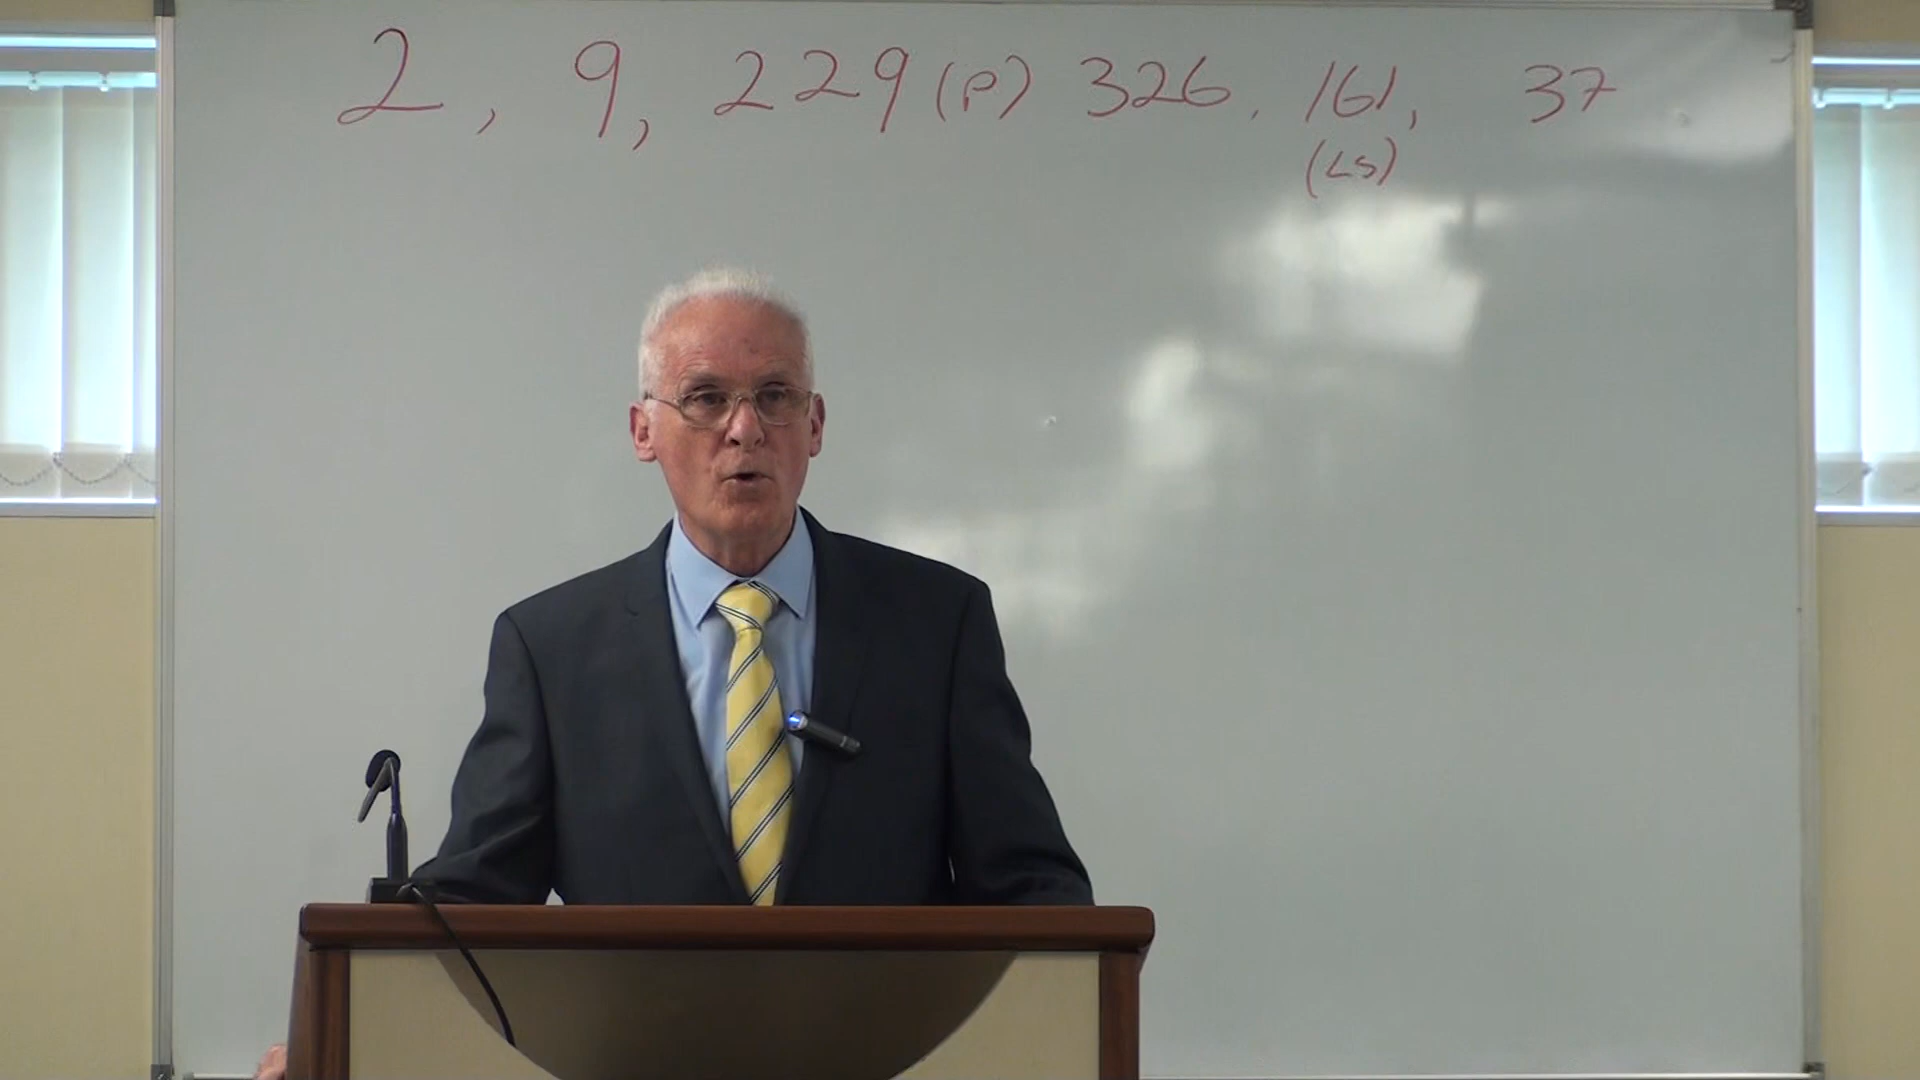 2, 9, 229 (P) 326, 161, 37
(LS)